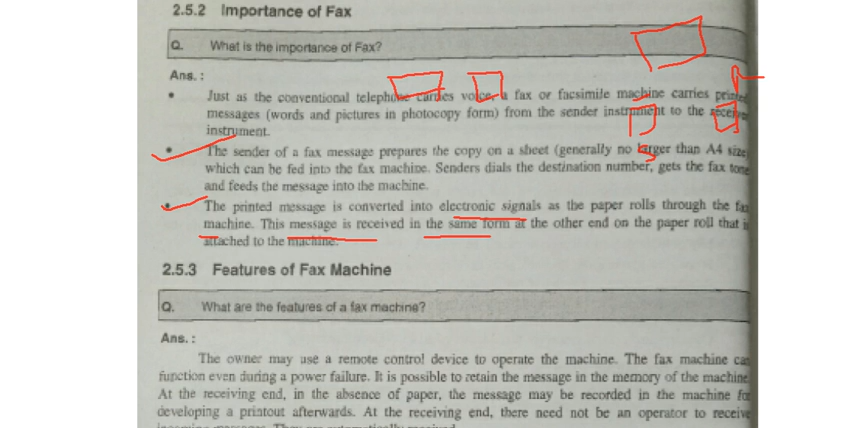 2.5.2 Importance of Fax
Q. What is the importance of Fax?
Ans. :
• Just as the conventional telephone carries voice, a fax or facsimile machine carries printed
messages (words and pictures in photocopy form) from the sender instrument to the receiver
instrument.
• The sender of a fax message prepares the copy on a sheet (generally no larger than A4 size
which can be fed into the fax machine. Senders dials the destination number, gets the fax tone
and feeds the message into the machine.
• The printed message is converted into electronic signals as the paper rolls through the fax
machine. This message is received in the same form at the other end on the paper roll that is
attached to the machine.
2.5.3 Features of Fax Machine
Q. What are the features of a fax machine?
Ans. :
The owner may use a remote control device to operate the machine. The fax machine can
function even during a power failure. It is possible to retain the message in the memory of the machine
At the receiving end, in the absence of paper, the message may be recorded in the machine for
developing a printout afterwards. At the receiving end, there need not be an operator to receive